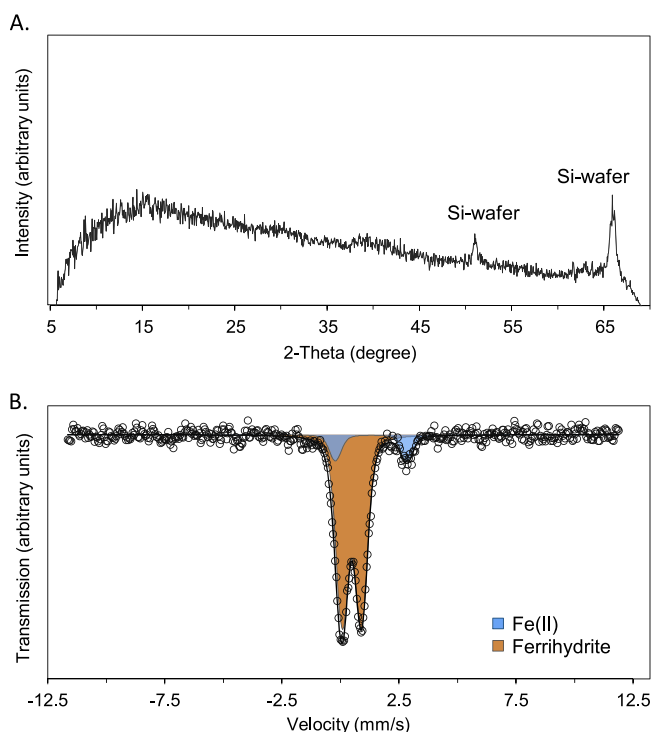 A.
Intensity (arbitrary units)
Si-wafer
Si-wafer
5 15 25 35 45 55 65
2-Theta (degree)
B.
Transmission (arbitrary units)
Fe(II)
Ferrihydrite
-12.5 -7.5 -2.5 2.5 7.5 12.5
Velocity (mm/s)